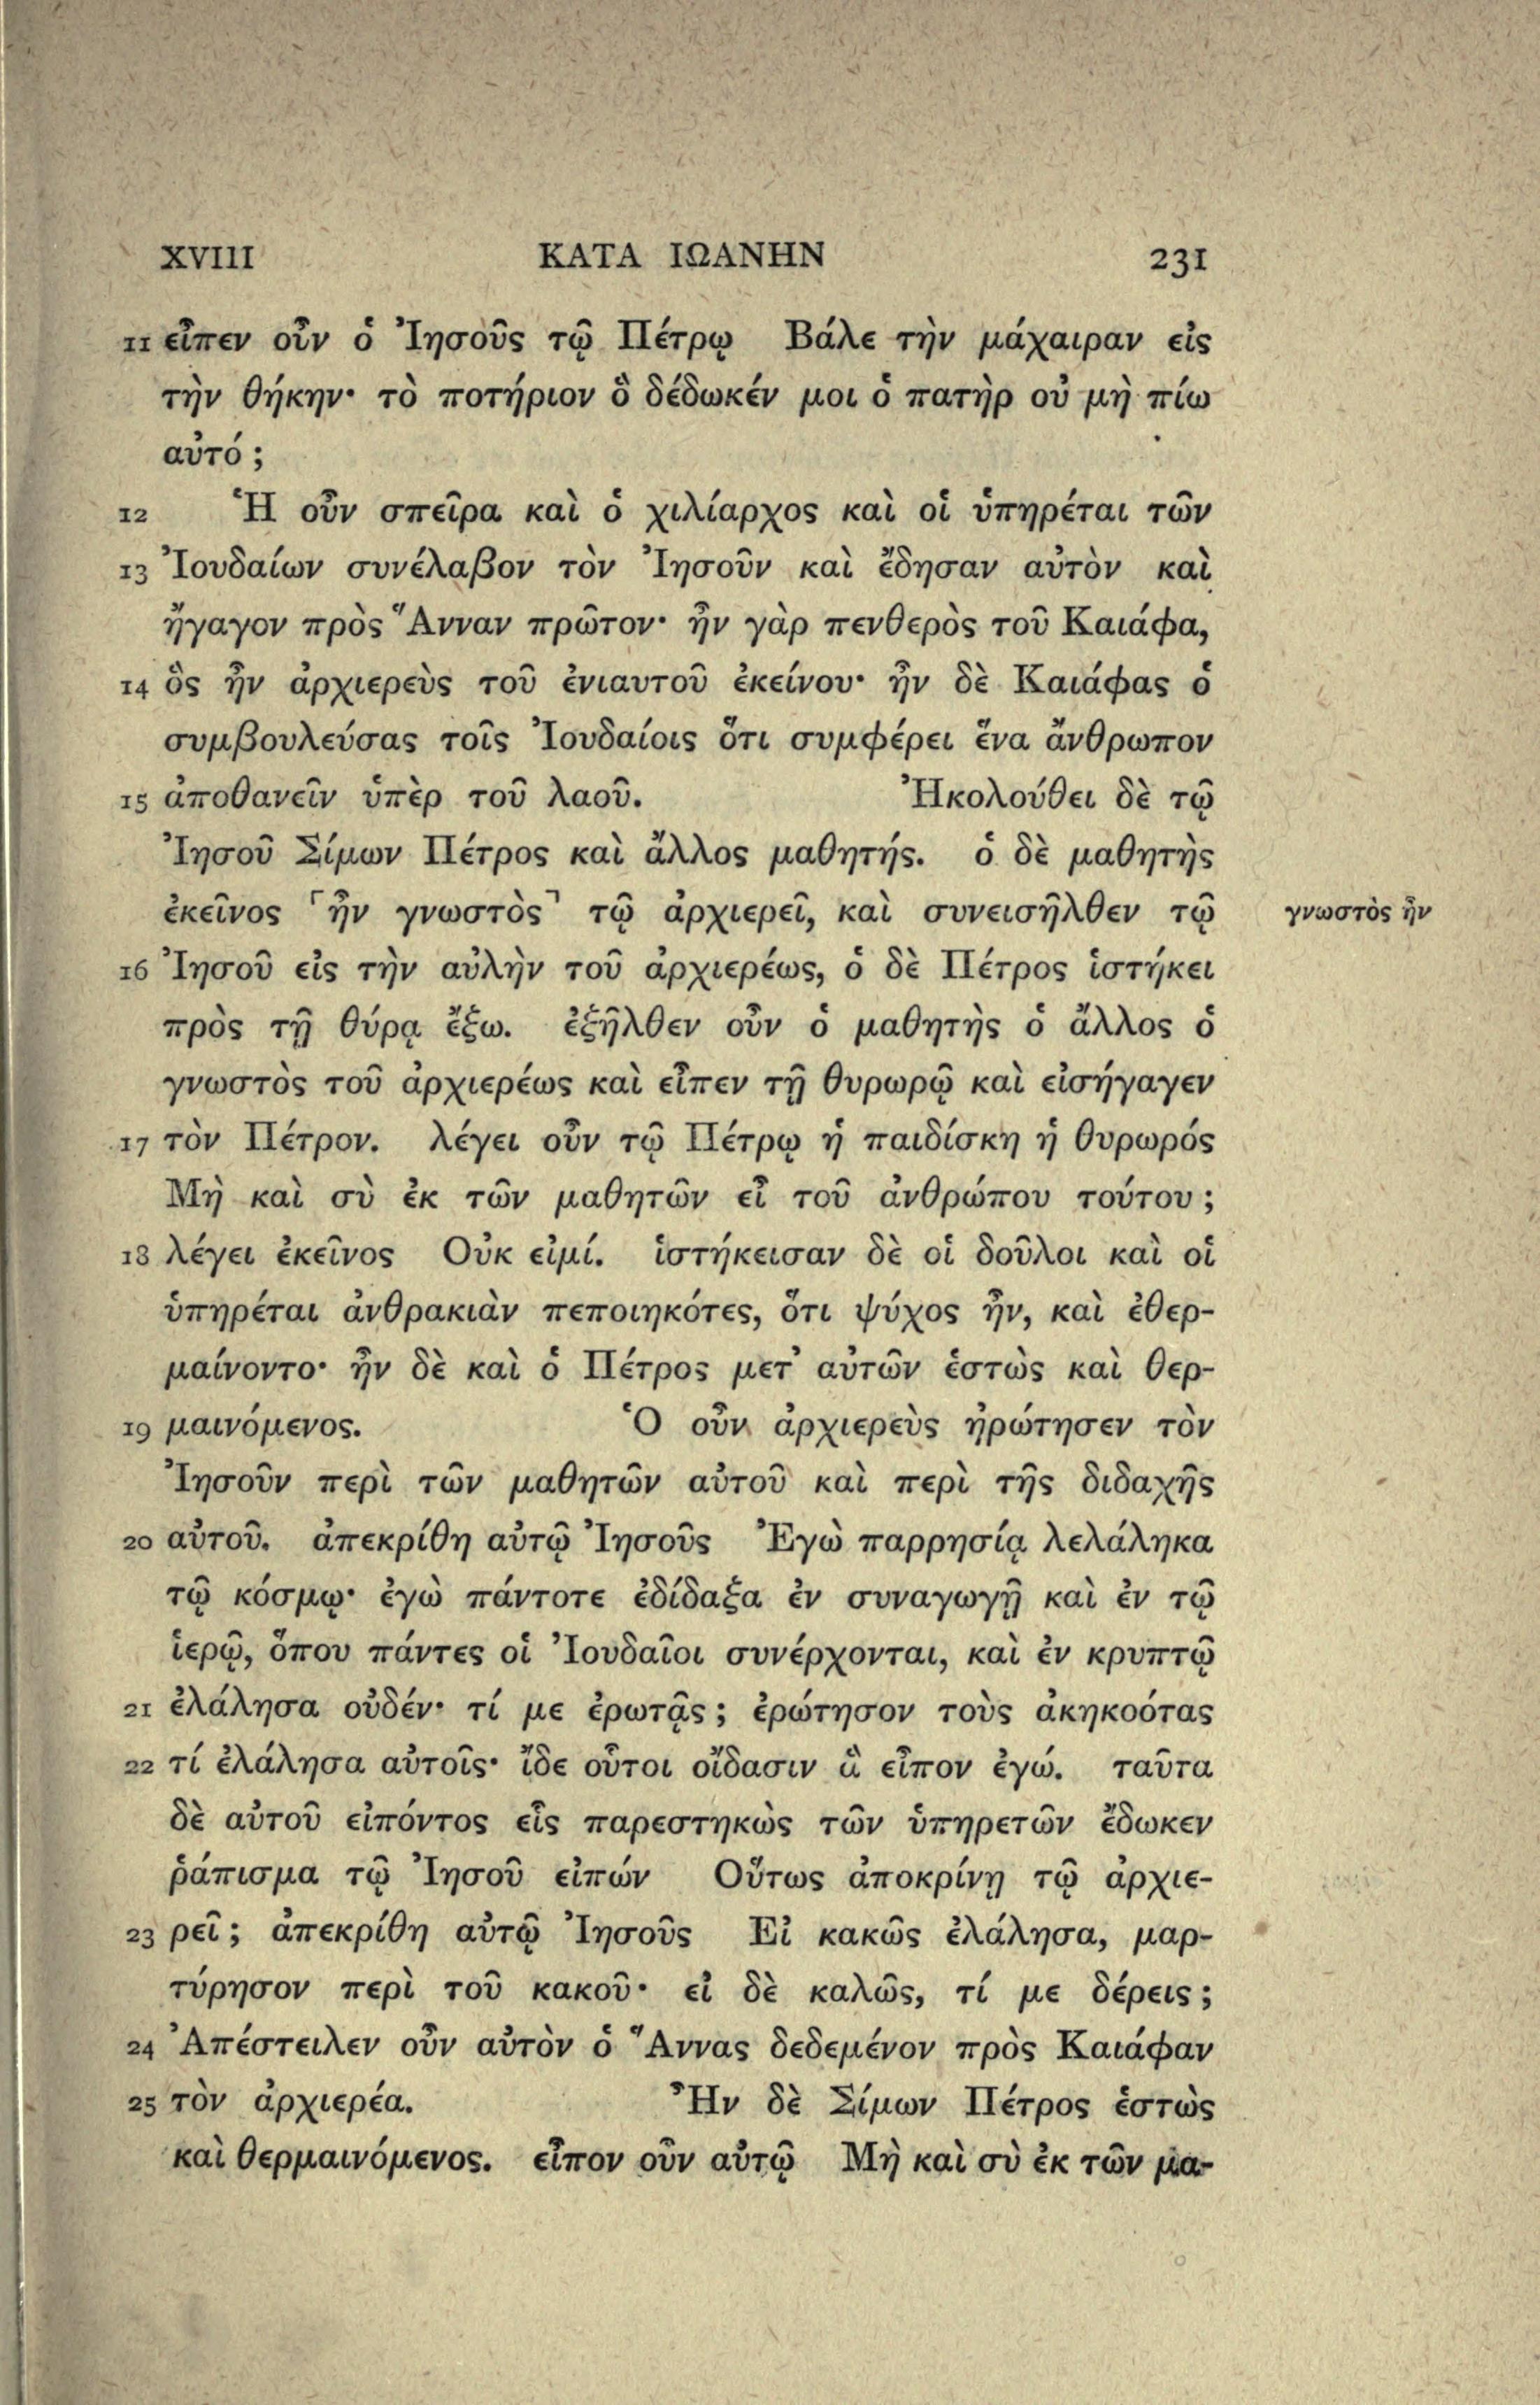 XVIII ΚΑΤΑ ΙΩΑΝΗΝ 231
11 εἶπεν οὖν ὁ Ἰησοῦς τῷ Πέτρῳ Βάλε τὴν μάχαιραν εἰς
τὴν θήκην· τὸ ποτήριον ὃ δέδωκέν μοι ὁ πατὴρ οὐ μὴ πίω
αὐτό;
12 Ἡ οὖν σπεῖρα καὶ ὁ χιλίαρχος καὶ οἱ ὑπηρέται τῶν
13 Ἰουδαίων συνέλαβον τὸν Ἰησοῦν καὶ ἔδησαν αὐτὸν καὶ
ἤγαγον πρὸς Ἅνναν πρῶτον· ἦν γὰρ πενθερὸς τοῦ Καιάφα,
14 ὃς ἦν ἀρχιερεὺς τοῦ ἐνιαυτοῦ ἐκείνου· ἦν δὲ Καιάφας ὁ
συμβουλεύσας τοῖς Ἰουδαίοις ὅτι συμφέρει ἕνα ἄνθρωπον
15 ἀποθανεῖν ὑπὲρ τοῦ λαοῦ. Ἠκολούθει δὲ τῷ
Ἰησοῦ Σίμων Πέτρος καὶ ἄλλος μαθητής. ὁ δὲ μαθητὴς
ἐκεῖνος ⸀ἦν γνωστὸς⸃ τῷ ἀρχιερεῖ, καὶ συνεισῆλθεν τῷ γνωστὸς ἦν
16 Ἰησοῦ εἰς τὴν αὐλὴν τοῦ ἀρχιερέως, ὁ δὲ Πέτρος ἱστήκει
πρὸς τῇ θύρᾳ ἔξω. ἐξῆλθεν οὖν ὁ μαθητὴς ὁ ἄλλος ὁ
γνωστὸς τοῦ ἀρχιερέως καὶ εἶπεν τῇ θυρωρῷ καὶ εἰσήγαγεν
17 τὸν Πέτρον. λέγει οὖν τῷ Πέτρῳ ἡ παιδίσκη ἡ θυρωρός
Μὴ καὶ σὺ ἐκ τῶν μαθητῶν εἶ τοῦ ἀνθρώπου τούτου;
18 λέγει ἐκεῖνος Οὐκ εἰμί. ἱστήκεισαν δὲ οἱ δοῦλοι καὶ οἱ
ὑπηρέται ἀνθρακιὰν πεποιηκότες, ὅτι ψύχος ἦν, καὶ ἐθερ-
μαίνοντο· ἦν δὲ καὶ ὁ Πέτρος μετ᾽ αὐτῶν ἑστὼς καὶ θερ-
19 μαινόμενος. Ὁ οὖν ἀρχιερεὺς ἠρώτησεν τὸν
Ἰησοῦν περὶ τῶν μαθητῶν αὐτοῦ καὶ περὶ τῆς διδαχῆς
20 αὐτοῦ. ἀπεκρίθη αὐτῷ Ἰησοῦς Ἐγὼ παρρησίᾳ λελάληκα
τῷ κόσμῳ· ἐγὼ πάντοτε ἐδίδαξα ἐν συναγωγῇ καὶ ἐν τῷ
ἱερῷ, ὅπου πάντες οἱ Ἰουδαῖοι συνέρχονται, καὶ ἐν κρυπτῷ
21 ἐλάλησα οὐδέν· τί με ἐρωτᾷς; ἐρώτησον τοὺς ἀκηκοότας
22 τί ἐλάλησα αὐτοῖς· ἴδε οὗτοι οἴδασιν ἃ εἶπον ἐγώ. ταῦτα
δὲ αὐτοῦ εἰπόντος εἷς παρεστηκὼς τῶν ὑπηρετῶν ἔδωκεν
ῥάπισμα τῷ Ἰησοῦ εἰπών Οὕτως ἀποκρίνῃ τῷ ἀρχιε-
23 ρεῖ; ἀπεκρίθη αὐτῷ Ἰησοῦς Εἰ κακῶς ἐλάλησα, μαρ-
τύρησον περὶ τοῦ κακοῦ· εἰ δὲ καλῶς, τί με δέρεις;
24 Ἀπέστειλεν οὖν αὐτὸν ὁ Ἅννας δεδεμένον πρὸς Καιάφαν
25 τὸν ἀρχιερέα. Ἦν δὲ Σίμων Πέτρος ἑστὼς
καὶ θερμαινόμενος. εἶπον οὖν αὐτῷ Μὴ καὶ σὺ ἐκ τῶν μα-